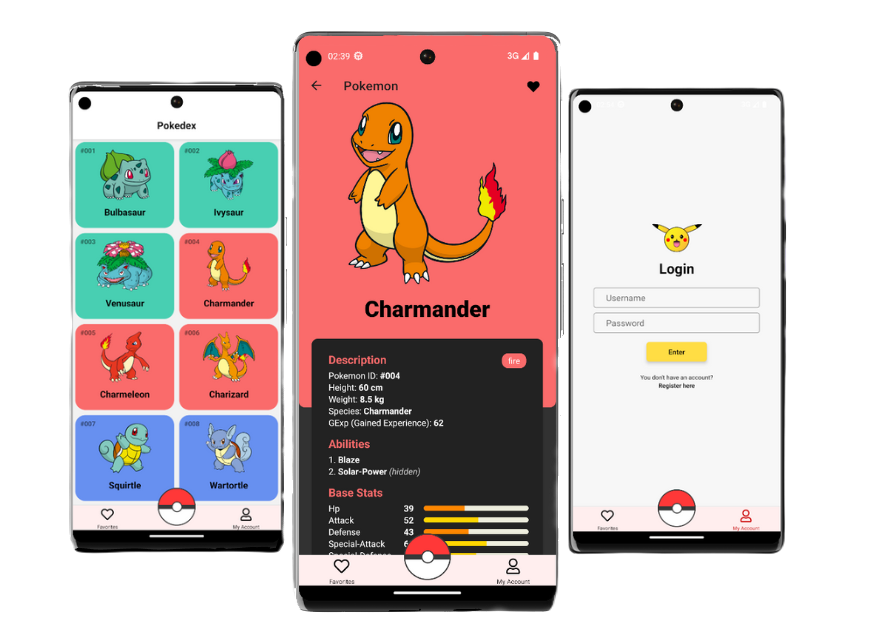 Pokedex
#001
#002
Bulbasaur
Ivysaur
#003
#004
Venusaur
Charmander
#005
#006
Charmeleon
Charizard
#007
#008
Squirtle
Wartortle
Favorites
My Account
02:39
3G
Pokemon
Charmander
Description
fire
Pokemon ID: #004
Height: 60 cm
Weight: 8.5 kg
Species: Charmander
GExp (Gained Experience): 62
Abilities
1. Blaze
2. Solar-Power (hidden)
Base Stats
Hp 39
Attack 52
Defense 43
Special-Attack
Special-Defense
Favorites
My Account
Login
Username
Password
Enter
You don't have an account?
Register here
Favorites
My Account